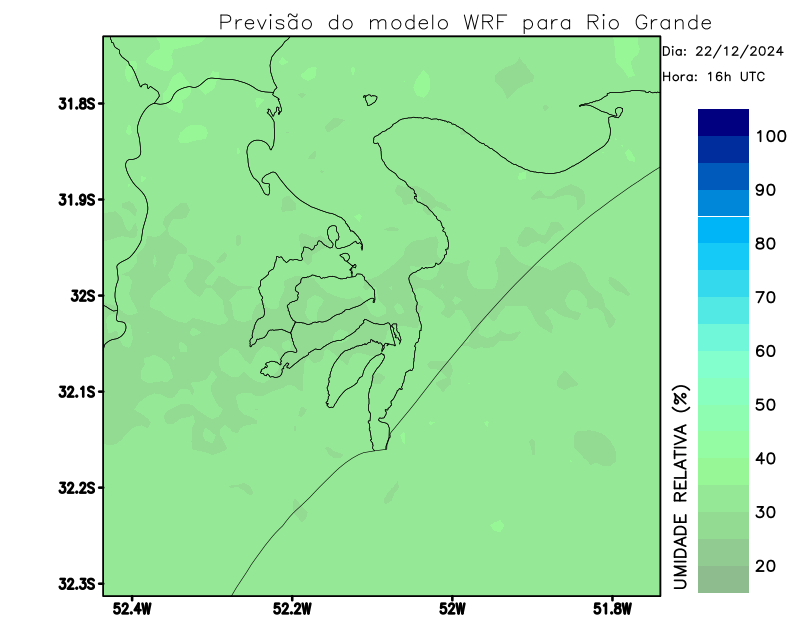 Previsão do modelo WRF para Rio Grande
Dia: 22/12/2024
Hora: 16h UTC
31.8S
31.9S
32S
32.1S
32.2S
32.3S
52.4W
52.2W
52W
51.8W
100
90
80
70
60
50
40
30
20
UMIDADE RELATIVA (%)